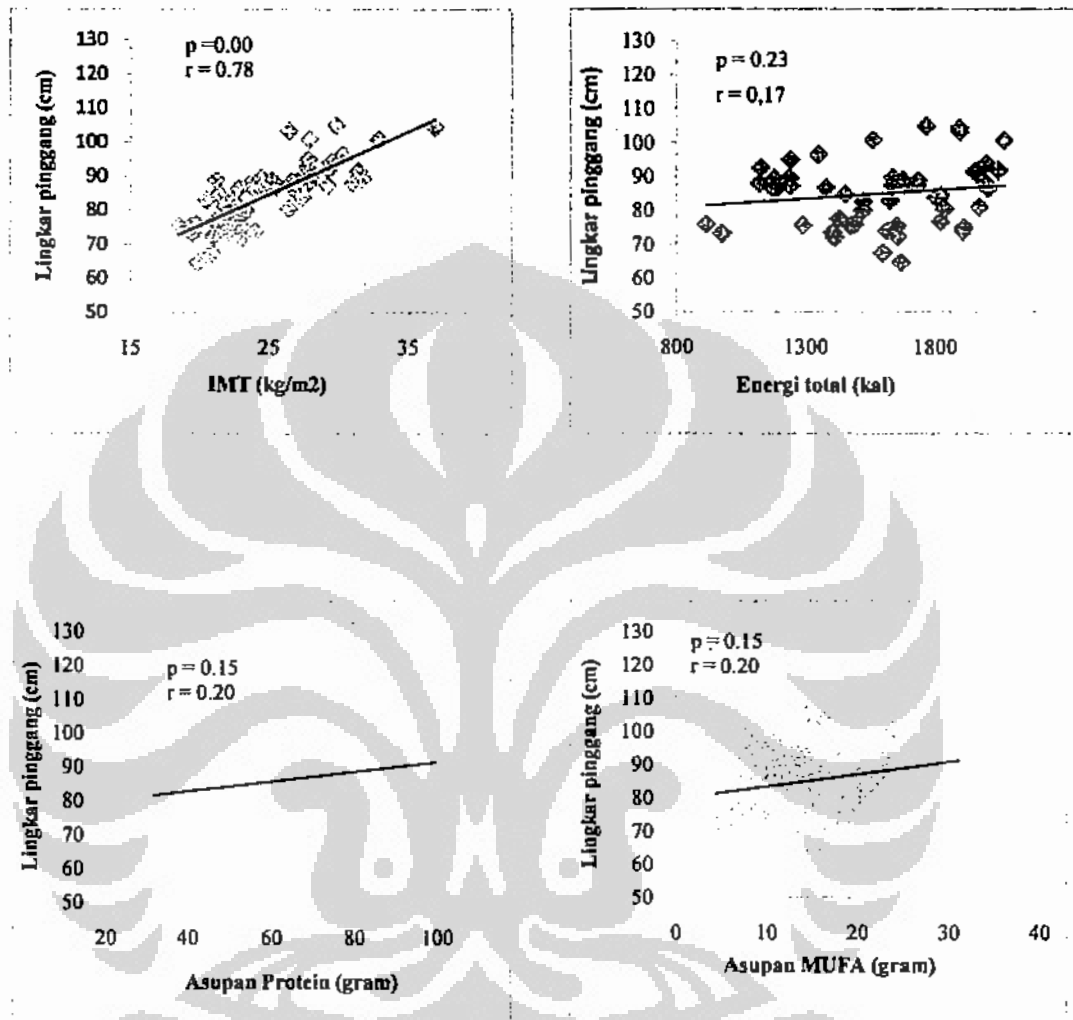 p =0.00
r = 0.78
Lingkar pinggang (cm)
130
120
110
100
90
80
70
60
50
15 25 35
IMT (kg/m2)
p = 0.23
r = 0,17
Lingkar pinggang (cm)
130
120
110
100
90
80
70
60
50
800 1300 1800
Energi total (kal)
p = 0.15
r = 0.20
Lingkar pinggang (cm)
130
120
110
100
90
80
70
60
50
20 40 60 80 100
Asupan Protein (gram)
p = 0.15
r = 0.20
Lingkar pinggang (cm)
130
120
110
100
90
80
70
60
50
0 10 20 30 40
Asupan MUFA (gram)